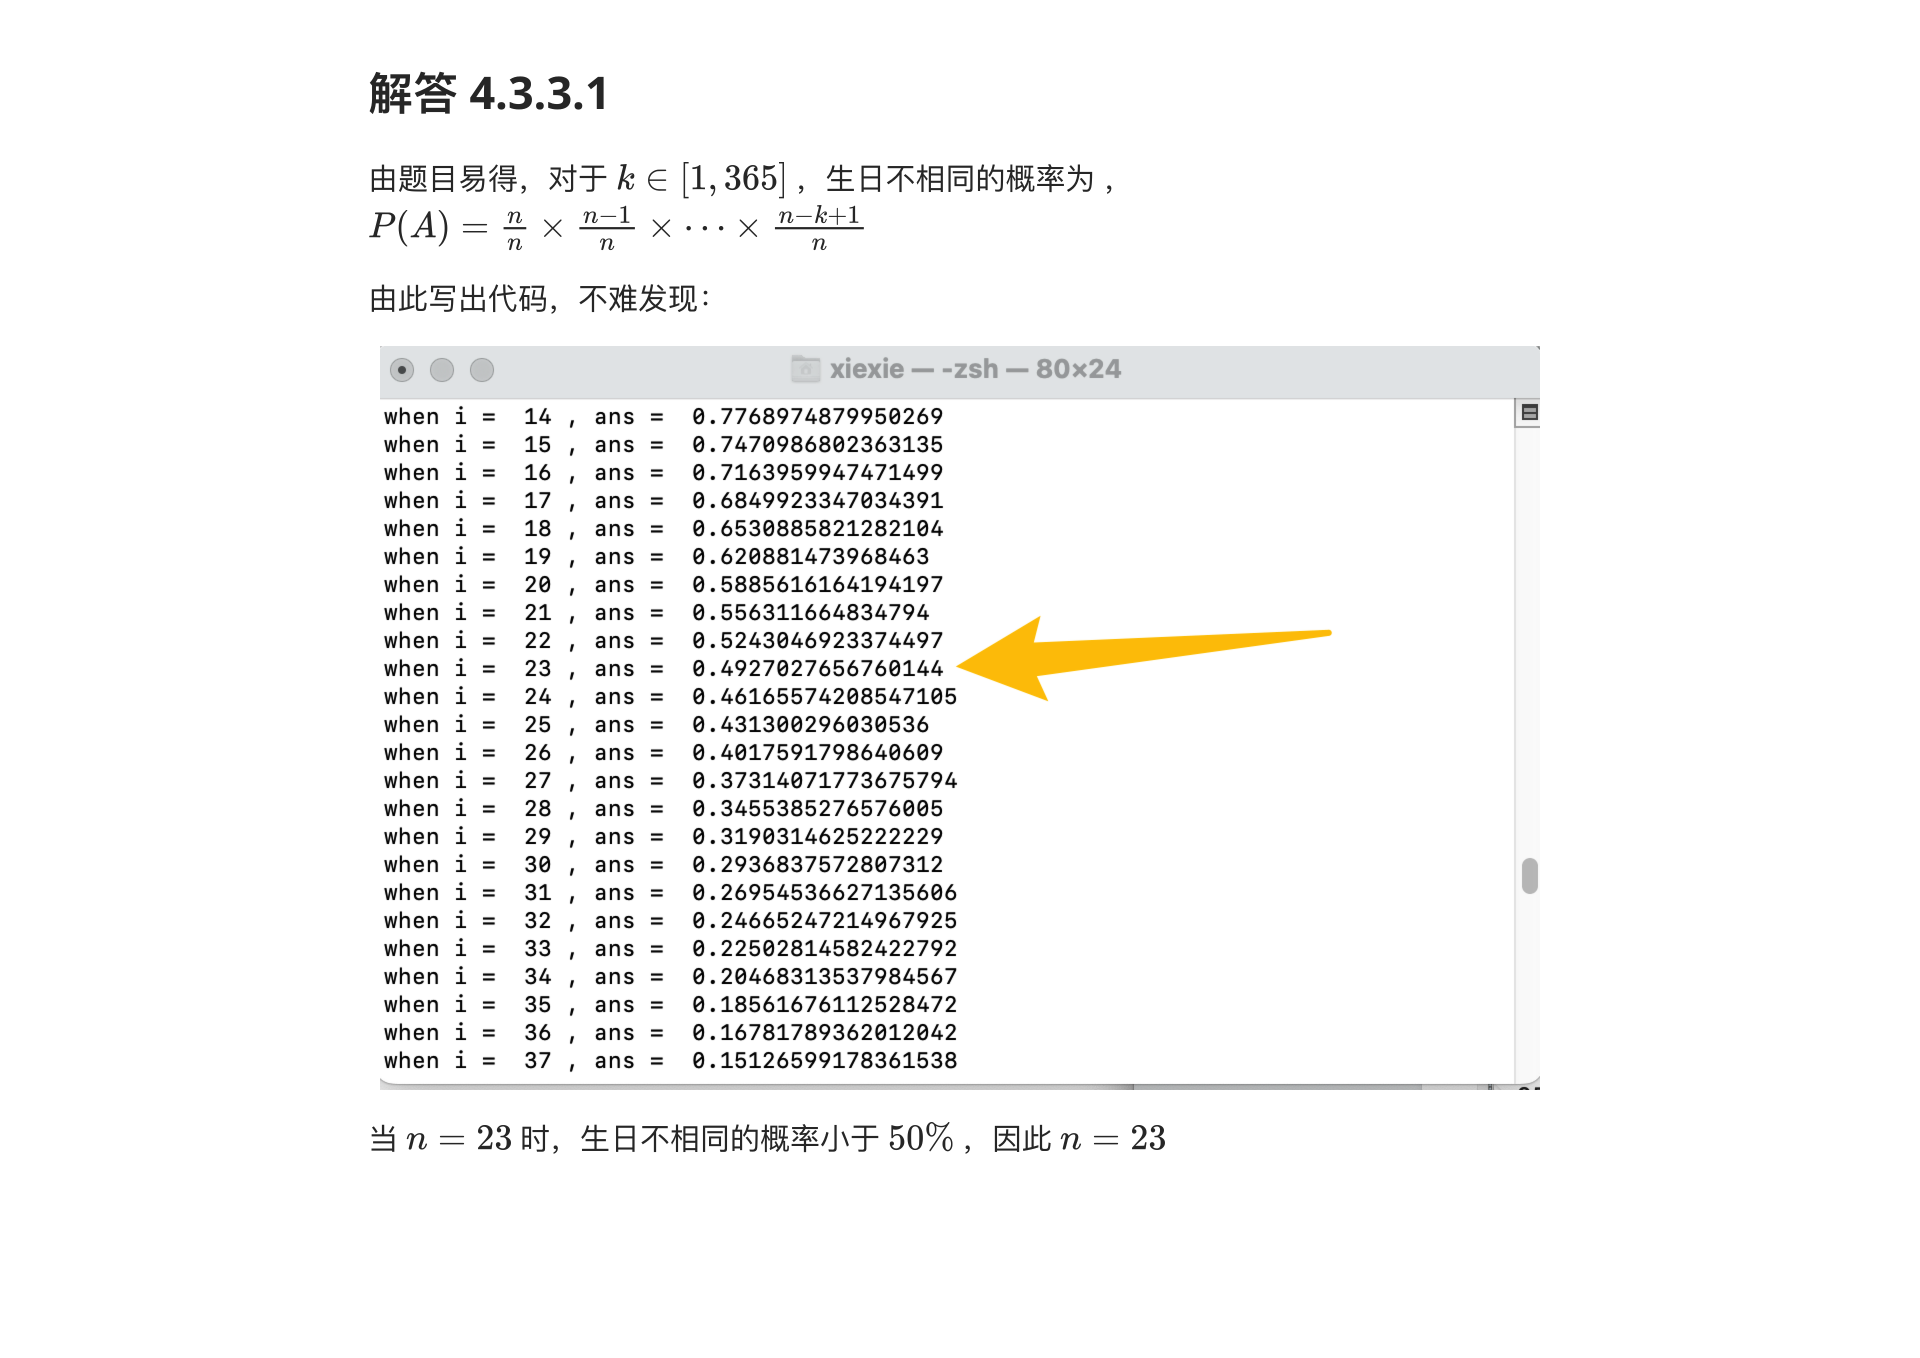 解答 4.3.3.1
由题目易得，对于 k ∈ [1, 365] ，生日不相同的概率为 ，
P(A) = n/n × (n−1)/n × ⋯ × (n−k+1)/n
由此写出代码，不难发现：
xiexie — -zsh — 80×24
when i =  14 , ans =  0.7768974879950269
when i =  15 , ans =  0.7470986802363135
when i =  16 , ans =  0.7163959947471499
when i =  17 , ans =  0.6849923347034391
when i =  18 , ans =  0.6530885821282104
when i =  19 , ans =  0.620881473968463
when i =  20 , ans =  0.5885616164194197
when i =  21 , ans =  0.556311664834794
when i =  22 , ans =  0.5243046923374497
when i =  23 , ans =  0.4927027656760144
when i =  24 , ans =  0.46165574208547105
when i =  25 , ans =  0.431300296030536
when i =  26 , ans =  0.4017591798640609
when i =  27 , ans =  0.37314071773675794
when i =  28 , ans =  0.3455385276576005
when i =  29 , ans =  0.3190314625222229
when i =  30 , ans =  0.2936837572807312
when i =  31 , ans =  0.26954536627135606
when i =  32 , ans =  0.24665247214967925
when i =  33 , ans =  0.22502814582422792
when i =  34 , ans =  0.20468313537984567
when i =  35 , ans =  0.18561676112528472
when i =  36 , ans =  0.16781789362012042
when i =  37 , ans =  0.15126599178361538
当 n = 23 时，生日不相同的概率小于 50% ，因此 n = 23